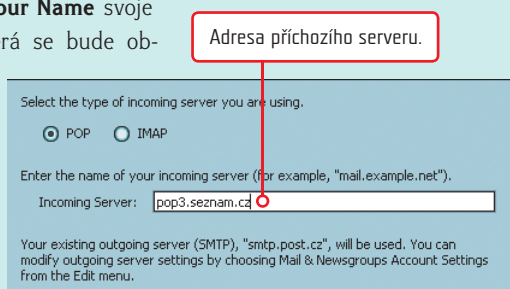 our Name svoje
erá se bude ob-
Adresa příchozího serveru.
Select the type of incoming server you are using.
POP IMAP
Enter the name of your incoming server (for example, "mail.example.net").
Incoming Server: pop3.seznam.cz
Your existing outgoing server (SMTP), "smtp.post.cz", will be used. You can
modify outgoing server settings by choosing Mail & Newsgroups Account Settings
from the Edit menu.